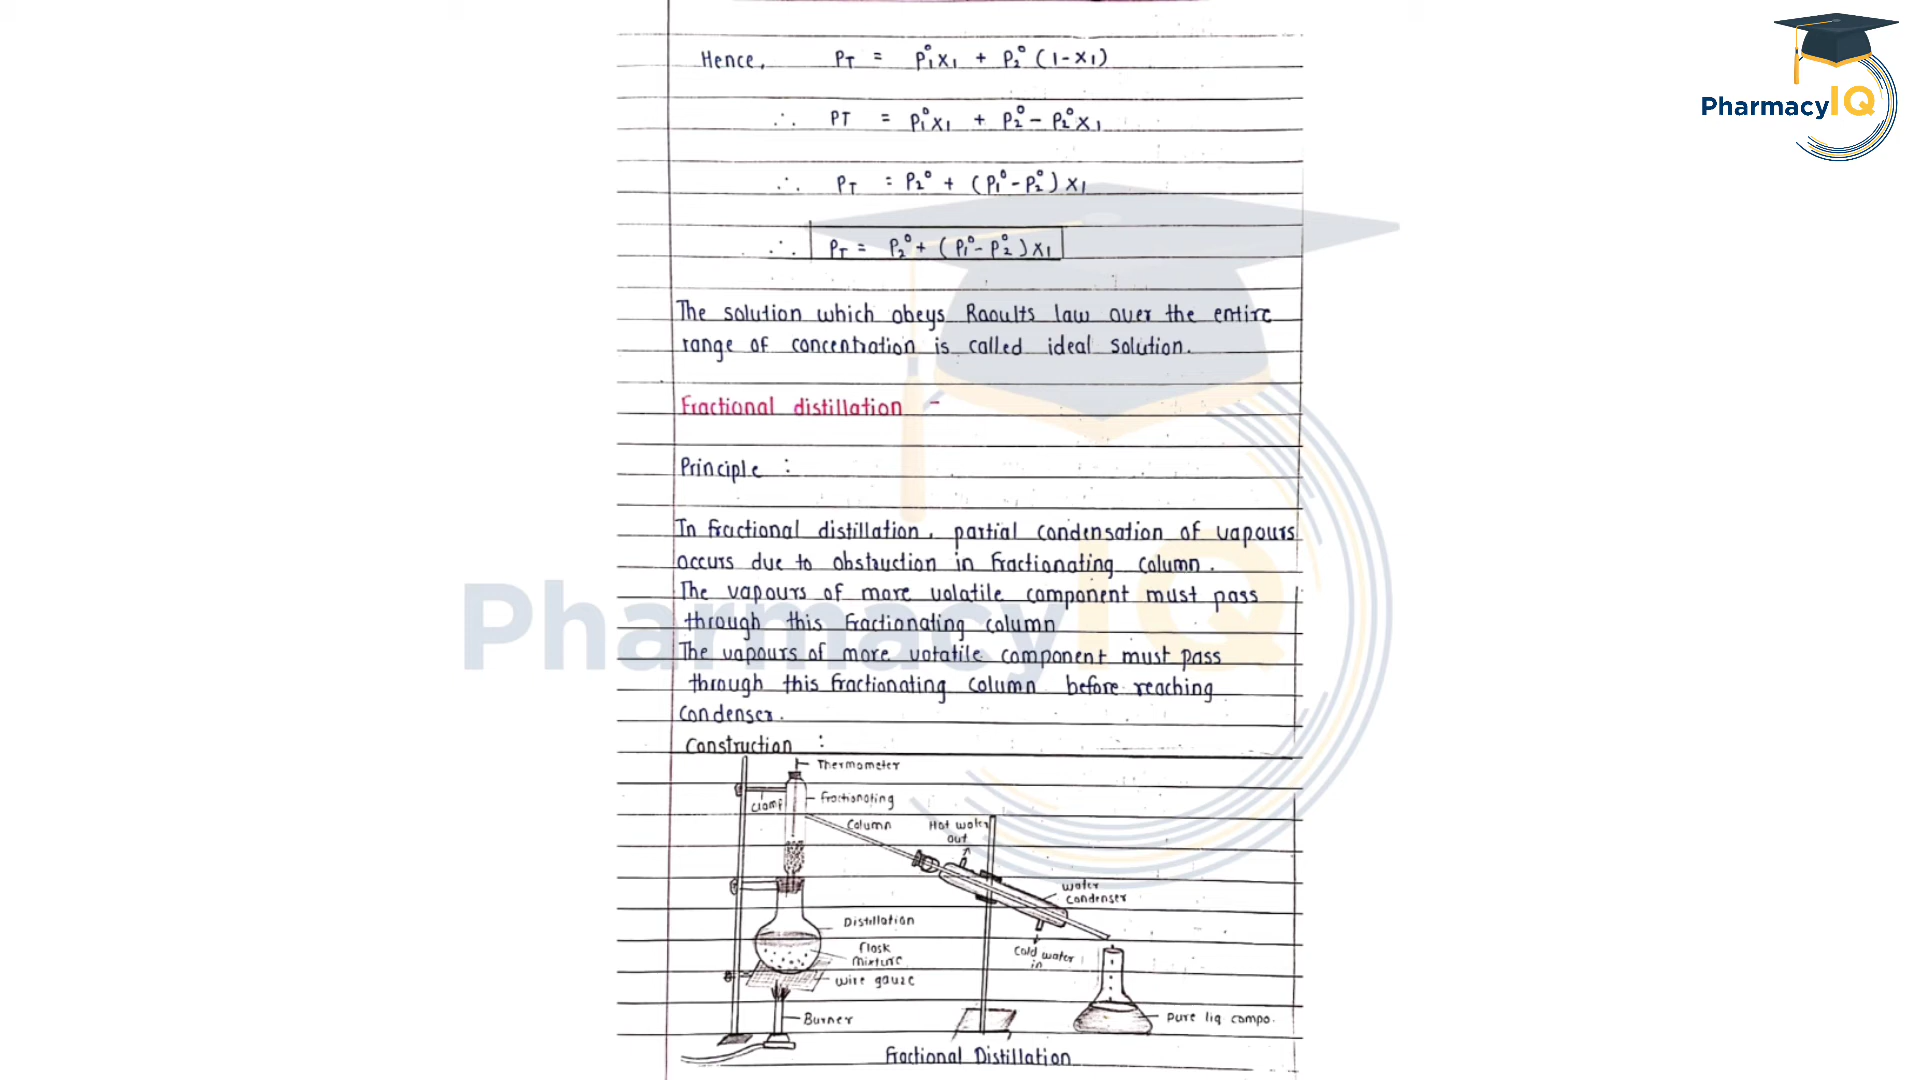 PharmacyIQ
Hence, PT = P1°X1 + P2° (1-X1)
∴ PT = P1°X1 + P2° - P2°X1
∴ PT = P2° + (P1° - P2°) X1
∴ PT = P2° + (P1° - P2°) X1
The solution which obeys Raoults law over the entire
range of concentration is called ideal solution.
Fractional distillation -
Principle :
In fractional distillation, partial condensation of vapours
occurs due to obstruction in fractionating column.
The vapours of more volatile component must pass
through this fractionating column
The vapours of more votatile component must pass
through this fractionating column before reaching
condenser.
Construction :
Thermometer
Clamp
Fractionating
Column
Hot water
out
water
condenser
Distillation
Flask
mixture
Cold water
in
wire gauze
Burner
Pure liq compo.
Fractional Distillation
PharmacyIQ